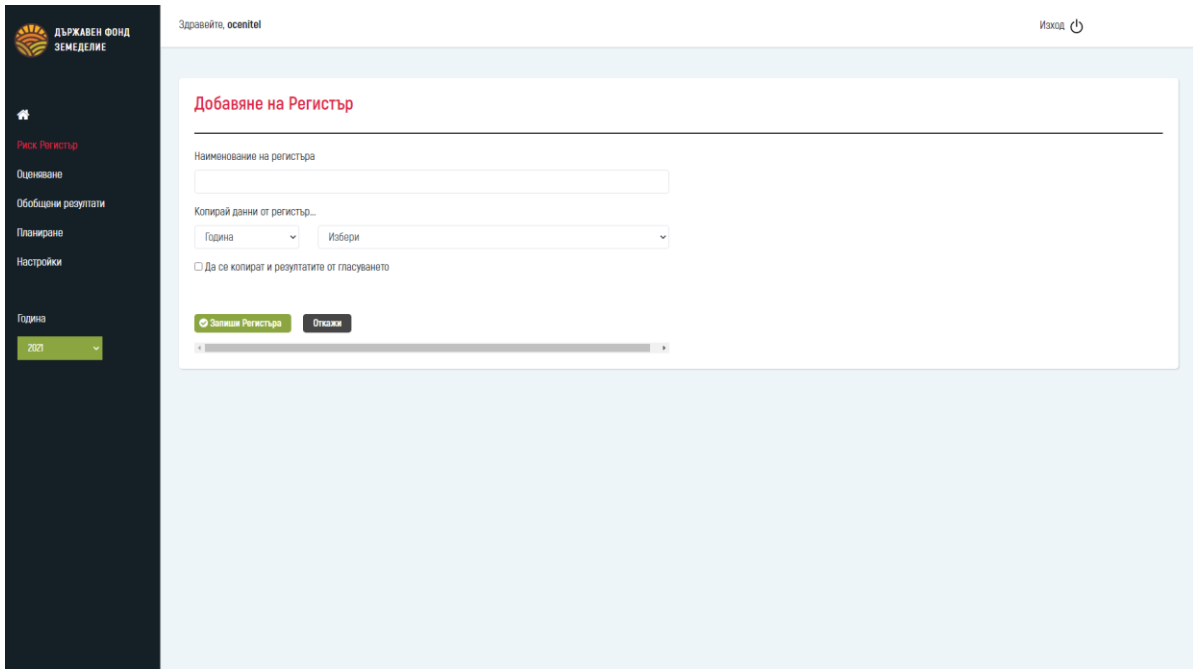 ДЪРЖАВЕН ФОНД
ЗЕМЕДЕЛИЕ
Здравейте, ocenitel
Изход
Риск Регистър
Оценяване
Обобщени резултати
Планиране
Настройки
Година
2021
Добавяне на Регистър
Наименование на регистъра
Копирай данни от регистър...
Година
Избери
Да се копират и резултатите от гласуването
Запиши Регистъра
Откажи